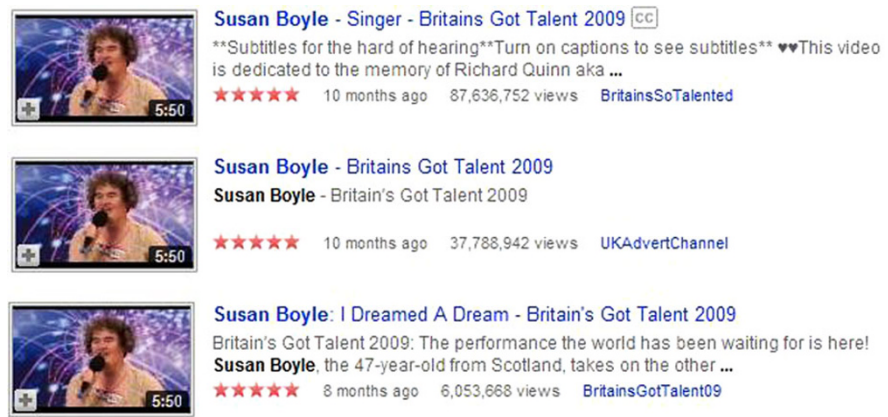 Susan Boyle - Singer - Britains Got Talent 2009 CC
**Subtitles for the hard of hearing**Turn on captions to see subtitles** ♥♥This video
is dedicated to the memory of Richard Quinn aka ...
5:50
★★★★★ 10 months ago 87,636,752 views BritainsSoTalented
Susan Boyle - Britains Got Talent 2009
Susan Boyle - Britain's Got Talent 2009
5:50
★★★★★ 10 months ago 37,788,942 views UKAdvertChannel
Susan Boyle: I Dreamed A Dream - Britain's Got Talent 2009
Britain's Got Talent 2009: The performance the world has been waiting for is here!
Susan Boyle, the 47-year-old from Scotland, takes on the other ...
5:50
★★★★★ 8 months ago 6,053,668 views BritainsGotTalent09